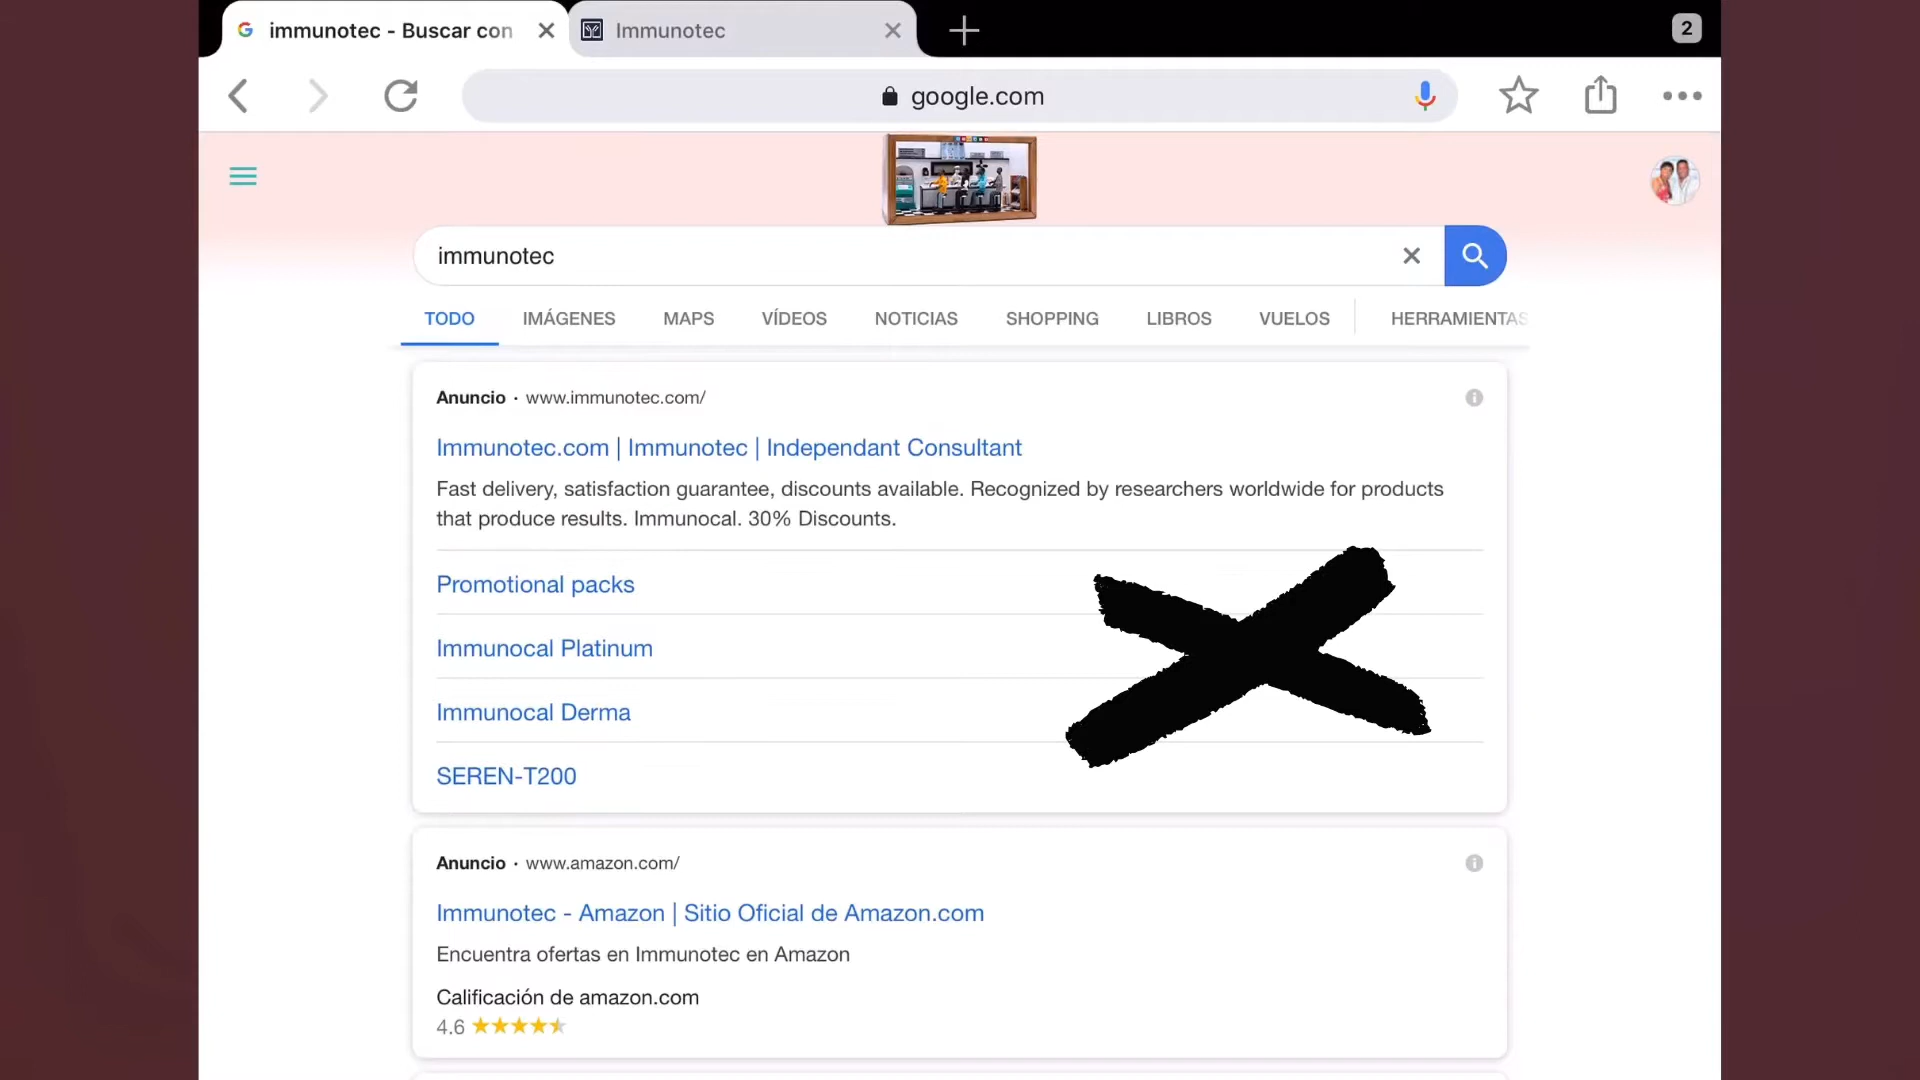 immunotec - Buscar con
Immunotec
2
google.com
immunotec
TODO
IMÁGENES
MAPS
VÍDEOS
NOTICIAS
SHOPPING
LIBROS
VUELOS
HERRAMIENTAS
Anuncio · www.immunotec.com/
Immunotec.com | Immunotec | Independant Consultant
Fast delivery, satisfaction guarantee, discounts available. Recognized by researchers worldwide for products
that produce results. Immunocal. 30% Discounts.
Promotional packs
Immunocal Platinum
Immunocal Derma
SEREN-T200
Anuncio · www.amazon.com/
Immunotec - Amazon | Sitio Oficial de Amazon.com
Encuentra ofertas en Immunotec en Amazon
Calificación de amazon.com
4.6